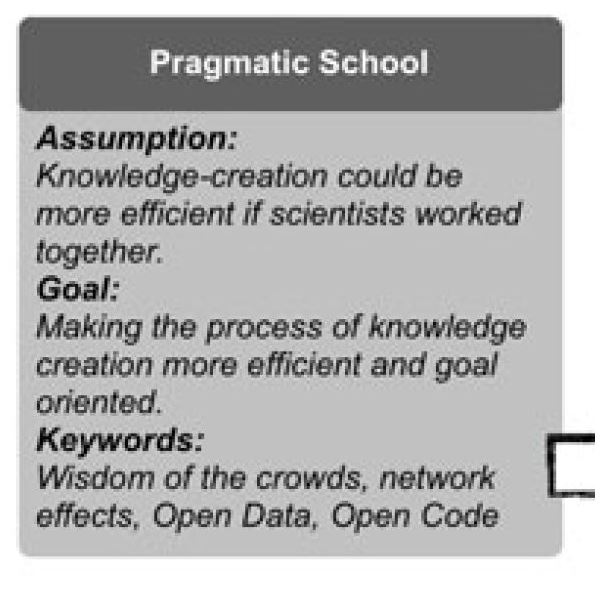 Pragmatic School
Assumption:
Knowledge-creation could be
more efficient if scientists worked
together.
Goal:
Making the process of knowledge
creation more efficient and goal
oriented.
Keywords:
Wisdom of the crowds, network
effects, Open Data, Open Code